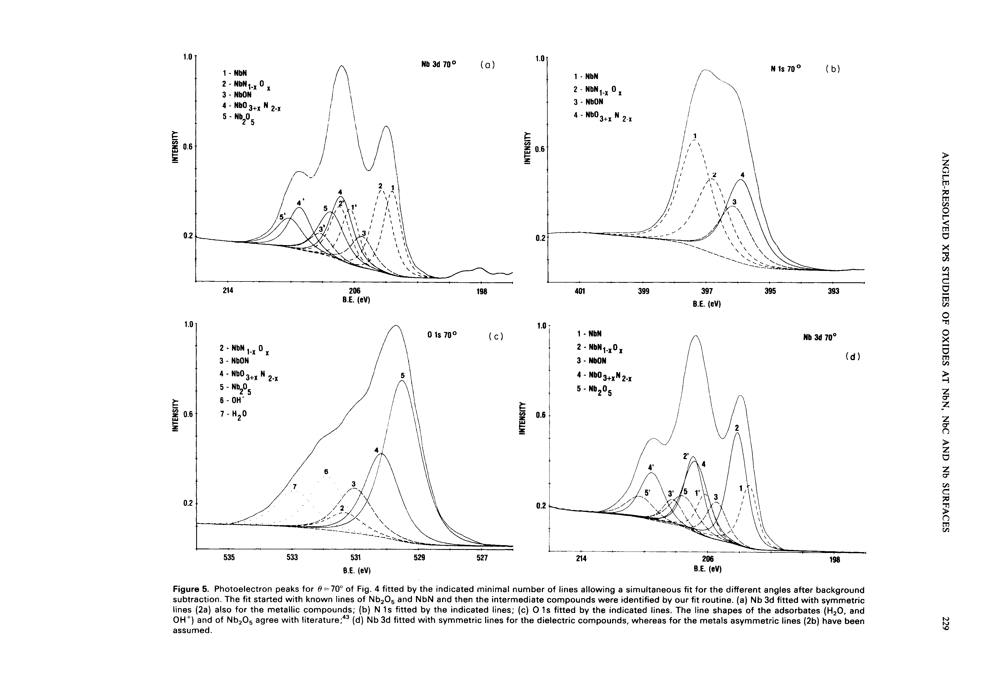 Nb 3d 70° (a)
1.0
1 - NbN
2 - NbN1-x Ox
3 - NbON
4 - NbO3+x N2-x
5 - Nb2O5
INTENSITY
0.6
0.2
4'
5'
3'
5
4
2'
1'
3
2
1
214 206 198
B.E. (eV)
N 1s 70° (b)
1.0
1 - NbN
2 - NbN1-x Ox
3 - NbON
4 - NbO3+x N2-x
INTENSITY
0.6
0.2
1
2
3
4
401 399 397 395 393
B.E. (eV)
O 1s 70° (c)
1.0
2 - NbN1-x Ox
3 - NbON
4 - NbO3+x N2-x
5 - Nb2O5
6 - OH-
7 - H2O
INTENSITY
0.6
0.2
7
6
2
3
4
5
535 533 531 529 527
B.E. (eV)
Nb 3d 70°
(d)
1.0
1 - NbN
2 - NbN1-xOx
3 - NbON
4 - NbO3+xN2-x
5 - Nb2O5
INTENSITY
0.6
0.2
4'
5'
3'
5
2'
4
1'
3
2
1
214 206 198
B.E. (eV)
Figure 5. Photoelectron peaks for θ=70° of Fig. 4 fitted by the indicated minimal number of lines allowing a simultaneous fit for the different angles after background
subtraction. The fit started with known lines of Nb2O5 and NbN and then the intermediate compounds were identified by our fit routine. (a) Nb 3d fitted with symmetric
lines (2a) also for the metallic compounds; (b) N 1s fitted by the indicated lines; (c) O 1s fitted by the indicated lines. The line shapes of the adsorbates (H2O, and
OH+) and of Nb2O5 agree with literature;43 (d) Nb 3d fitted with symmetric lines for the dielectric compounds, whereas for the metals asymmetric lines (2b) have been
assumed.
ANGLE-RESOLVED XPS STUDIES OF OXIDES AT NbN, NbC AND Nb SURFACES
229